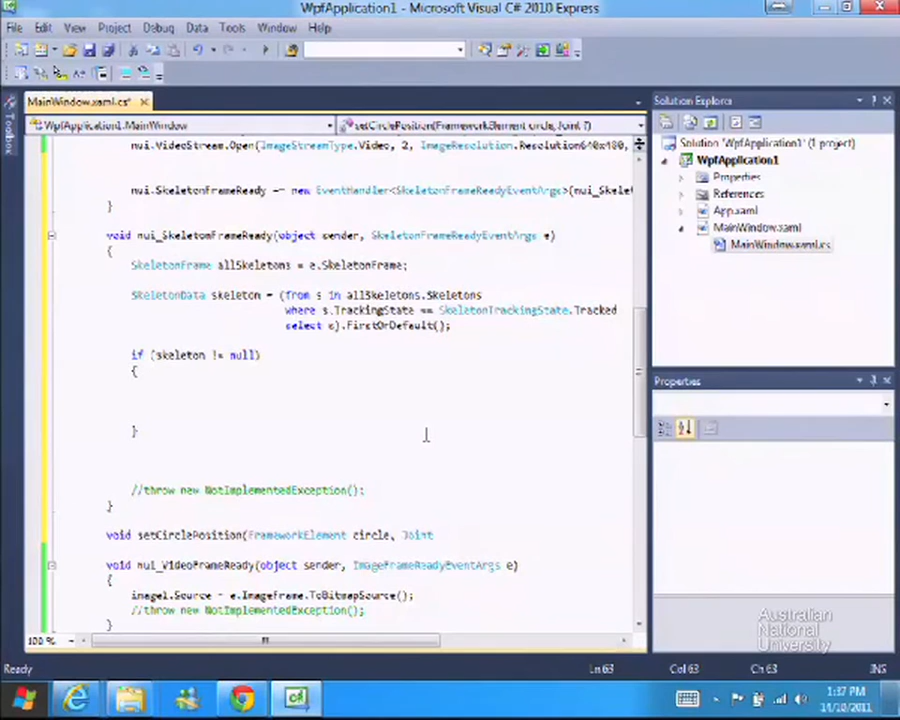 WpfApplication1 - Microsoft Visual C# 2010 Express
File Edit View Project Debug Data Tools Window Help
MainWindow.xaml.cs*
WpfApplication1.MainWindow
setCirclePosition(FrameworkElement circle, Joint j)
nui.VideoStream.Open(ImageStreamType.Video, 2, ImageResolution.Resolution640x480,
nui.SkeletonFrameReady += new EventHandler<SkeletonFrameReadyEventArgs>(nui_Skelet
}
void nui_SkeletonFrameReady(object sender, SkeletonFrameReadyEventArgs e)
{
SkeletonFrame allSkeletons = e.SkeletonFrame;
SkeletonData skeleton = (from s in allSkeletons.Skeletons
where s.TrackingState == SkeletonTrackingState.Tracked
select s).FirstOrDefault();
if (skeleton != null)
{
}
//throw new NotImplementedException();
}
void setCirclePosition(FrameworkElement circle, Joint
void nui_VideoFrameReady(object sender, ImageFrameReadyEventArgs e)
{
image1.Source = e.ImageFrame.ToBitmapSource();
//throw new NotImplementedException();
}
100 %
Toolbox
Solution Explorer
Solution 'WpfApplication1' (1 project)
WpfApplication1
Properties
References
App.xaml
MainWindow.xaml
MainWindow.xaml.cs
Properties
Australian
National
University
Ready
Ln 63
Col 63
Ch 63
INS
1:37 PM
14/10/2011